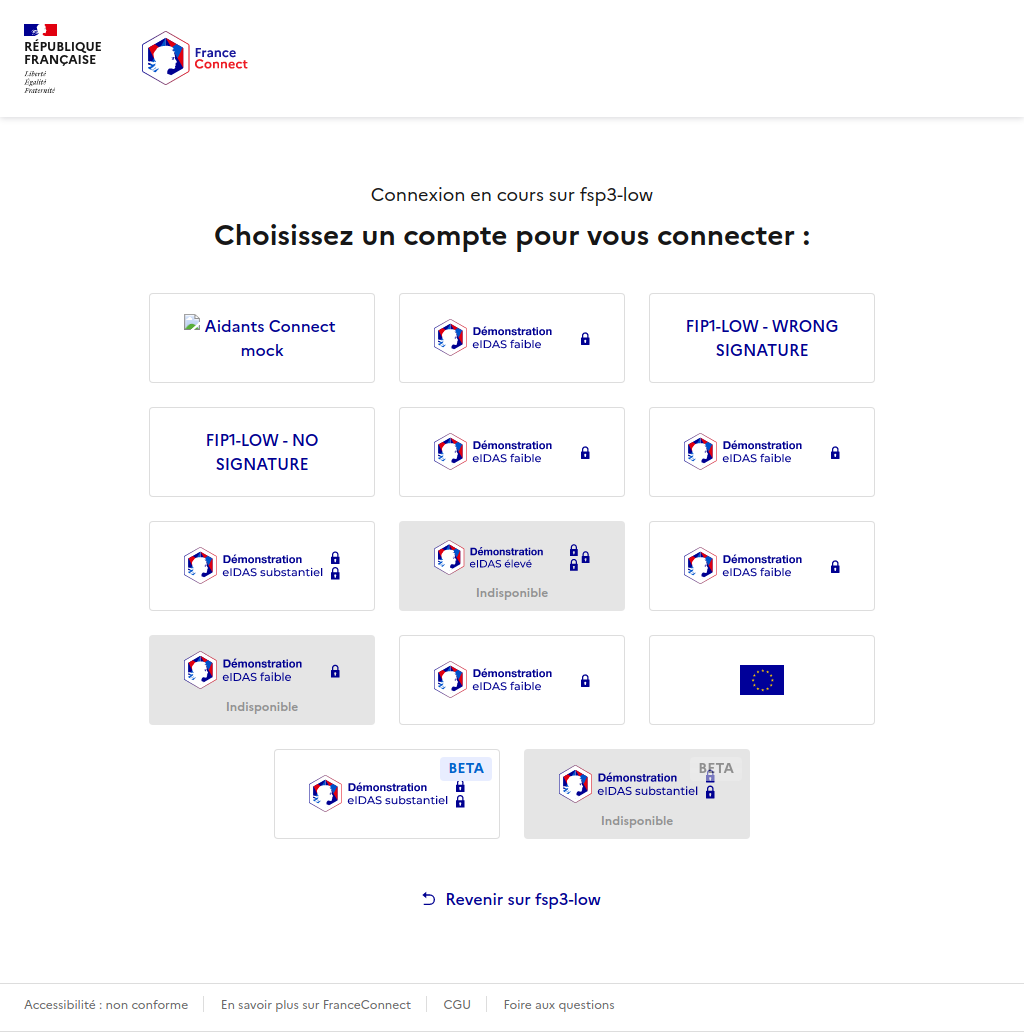 RÉPUBLIQUE
FRANÇAISE
Liberté
Égalité
Fraternité
France
Connect
Connexion en cours sur fsp3-low
Choisissez un compte pour vous connecter :
Aidants Connect
mock
Démonstration
eIDAS faible
FIP1-LOW - WRONG
SIGNATURE
FIP1-LOW - NO
SIGNATURE
Démonstration
eIDAS faible
Démonstration
eIDAS faible
Démonstration
eIDAS substantiel
Démonstration
eIDAS élevé
Indisponible
Démonstration
eIDAS faible
Démonstration
eIDAS faible
Indisponible
Démonstration
eIDAS faible
BETA
Démonstration
eIDAS substantiel
BETA
Démonstration
eIDAS substantiel
Indisponible
Revenir sur fsp3-low
Accessibilité : non conforme
En savoir plus sur FranceConnect
CGU
Foire aux questions